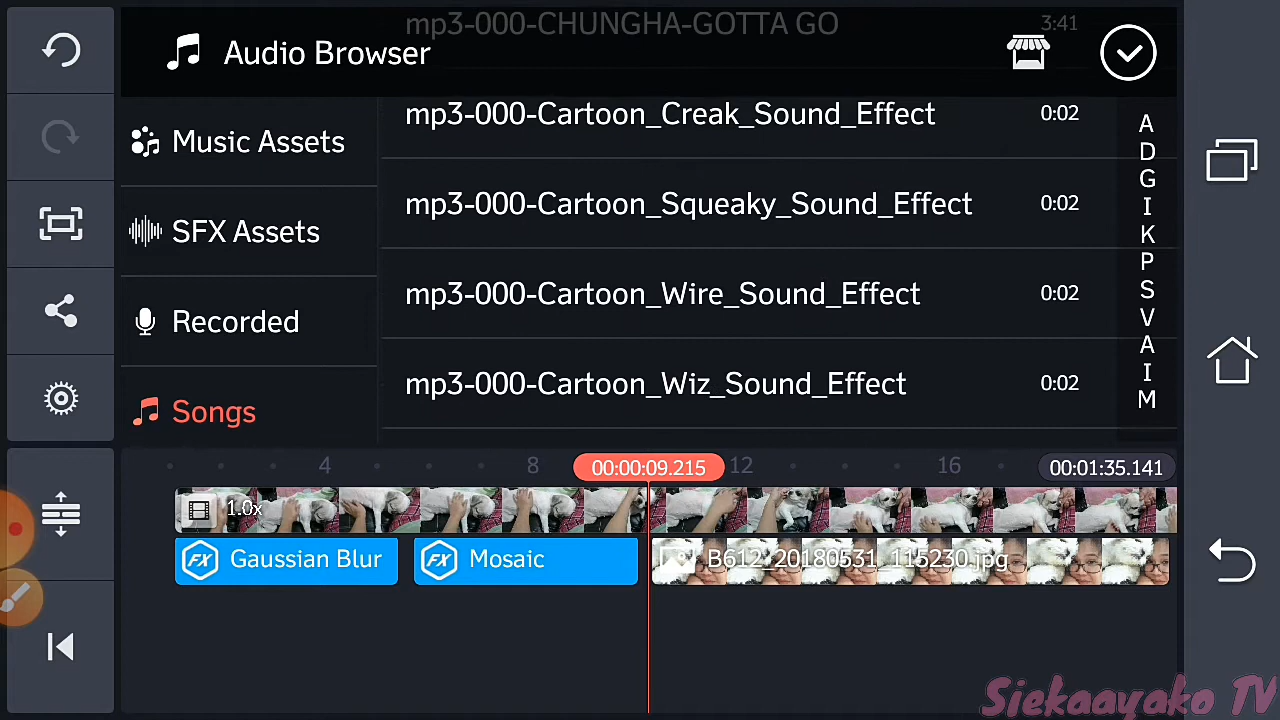 mp3-000-CHUNGHA-GOTTA GO 3:41
Audio Browser
mp3-000-Cartoon_Creak_Sound_Effect 0:02
Music Assets
mp3-000-Cartoon_Squeaky_Sound_Effect 0:02
SFX Assets
mp3-000-Cartoon_Wire_Sound_Effect 0:02
Recorded
mp3-000-Cartoon_Wiz_Sound_Effect 0:02
Songs
A
D
G
I
K
P
S
V
A
I
M
4 8 00:00:09.215 12 16 00:01:35.141
1.0x
FX Gaussian Blur FX Mosaic B612_20180531_115230.jpg
Siekaayako TV